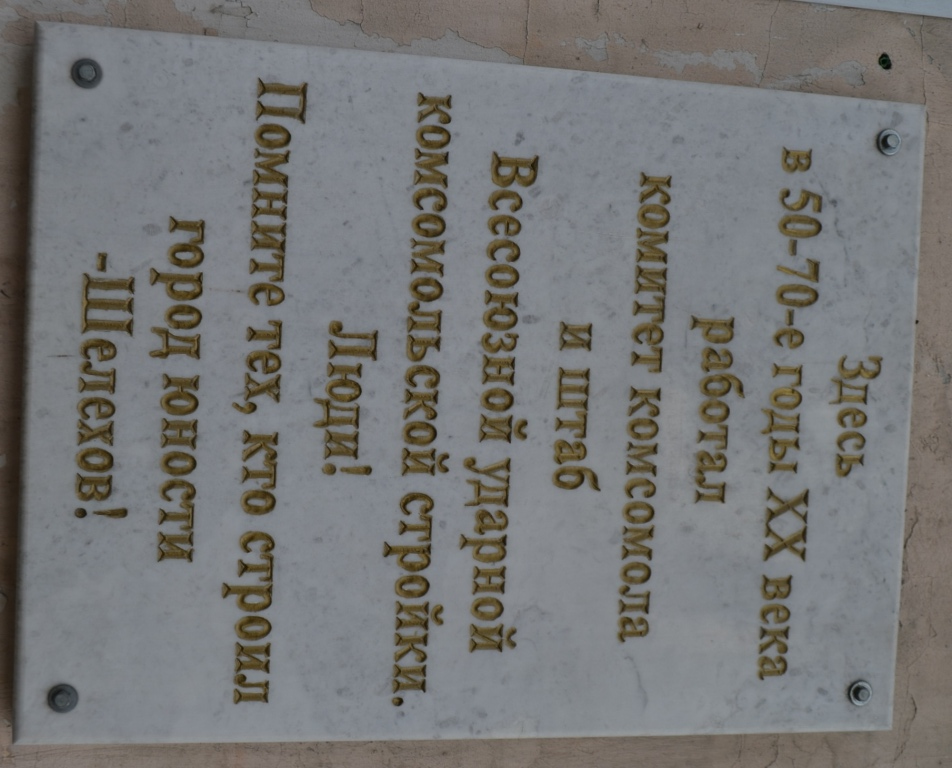 Здесь
в 50-70-е годы XX века
работал
комитет комсомола
и штаб
Всесоюзной ударной
комсомольской стройки.
Люди!
Помните тех, кто строил
город юности
-Шелехов!